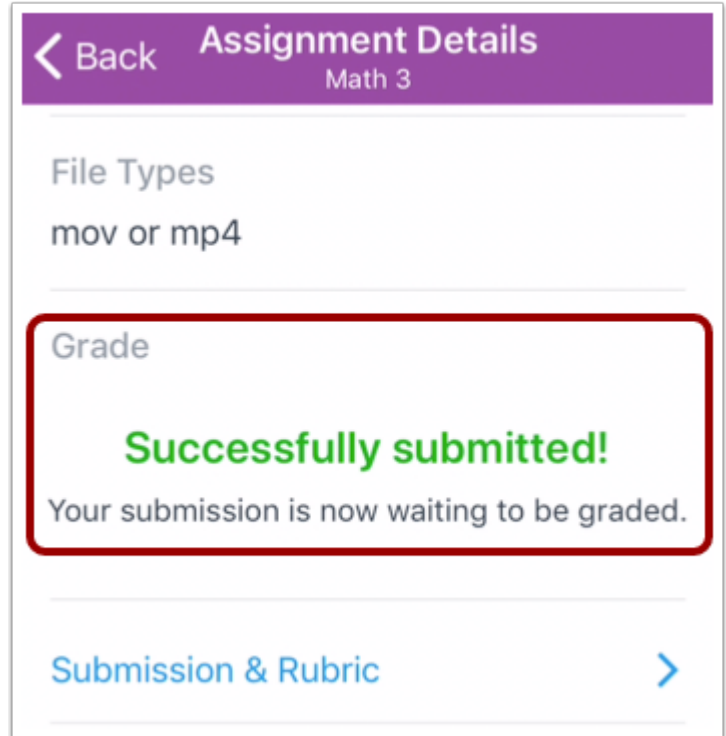 Back
Assignment Details
Math 3
File Types
mov or mp4
Grade
Successfully submitted!
Your submission is now waiting to be graded.
Submission & Rubric